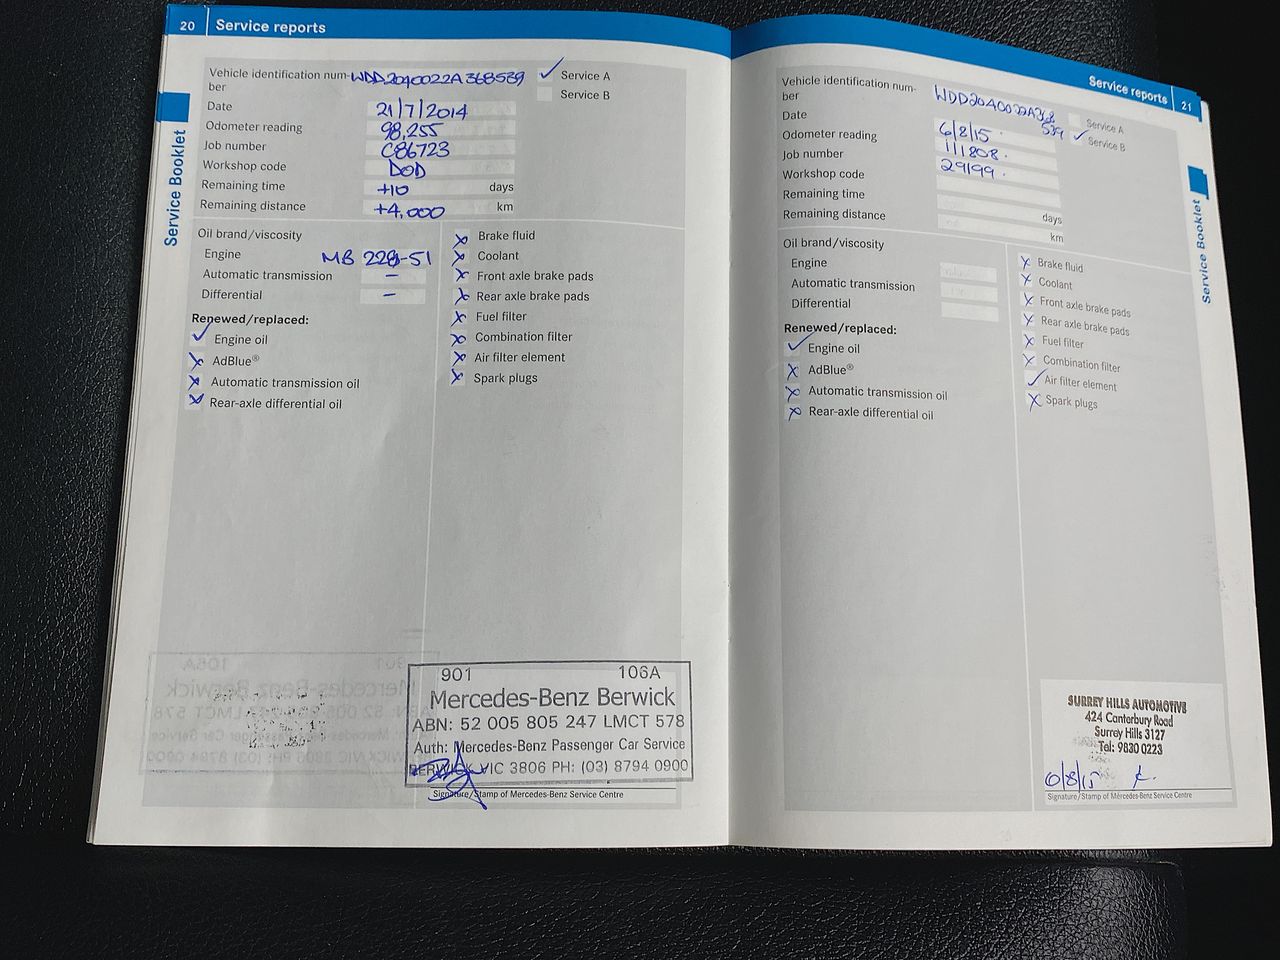 20 Service reports
Vehicle identification num- WDD2040022A368539
ber
Service A
Service B
Date 21/7/2014
Odometer reading 98,255
Job number C86723
Workshop code DOD
Remaining time +10 days
Remaining distance +4,000 km
Oil brand/viscosity
Engine MB 229-51
Automatic transmission –
Differential –
Renewed/replaced:
Engine oil
AdBlue®
Automatic transmission oil
Rear-axle differential oil
Brake fluid
Coolant
Front axle brake pads
Rear axle brake pads
Fuel filter
Combination filter
Air filter element
Spark plugs
Service Booklet
901 106A
Mercedes-Benz Berwick
ABN: 52 005 805 247 LMCT 578
Auth: Mercedes-Benz Passenger Car Service
BERWICK VIC 3806 PH: (03) 8794 0900
Signature/Stamp of Mercedes-Benz Service Centre
Service reports 21
Vehicle identification num- WDD2040022A368
ber 539
Service A
Service B
Date 6/8/15
Odometer reading 111808
Job number 29199
Workshop code
Remaining time
Remaining distance
days
km
Oil brand/viscosity
Engine
Automatic transmission
Differential
Renewed/replaced:
Engine oil
AdBlue®
Automatic transmission oil
Rear-axle differential oil
Brake fluid
Coolant
Front axle brake pads
Rear axle brake pads
Fuel filter
Combination filter
Air filter element
Spark plugs
Service Booklet
SURREY HILLS AUTOMOTIVE
424 Canterbury Road
Surrey Hills 3127
Tel: 9830 0223
6/8/15
Signature/Stamp of Mercedes-Benz Service Centre